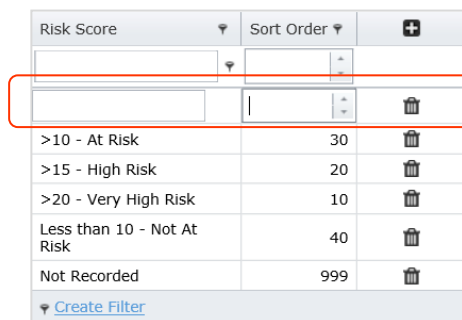 Risk Score Sort Order
>10 - At Risk 30
>15 - High Risk 20
>20 - Very High Risk 10
Less than 10 - Not At
Risk 40
Not Recorded 999
Create Filter